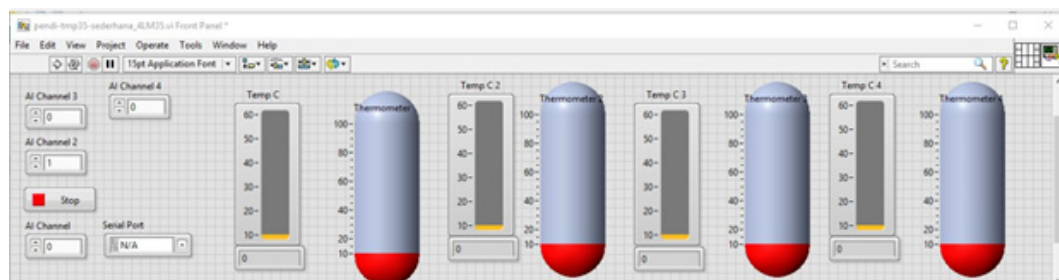 pendi-tmp35-sederhana_4LM35.vi Front Panel *
File Edit View Project Operate Tools Window Help
15pt Application Font
Search
AI Channel 3
0
AI Channel 4
0
AI Channel 2
1
Stop
AI Channel
0
Serial Port
N/A
Temp C
60-
50-
40-
30-
20-
10-
0
Thermometer
100-
80-
60-
40-
20-
10-
Temp C 2
60-
50-
40-
30-
20-
10-
0
Thermometer 2
100-
80-
60-
40-
20-
10-
Temp C 3
60-
50-
40-
30-
20-
10-
0
Thermometer 3
100-
80-
60-
40-
20-
10-
Temp C 4
60-
50-
40-
30-
20-
10-
0
Thermometer 4
100-
80-
60-
40-
20-
10-